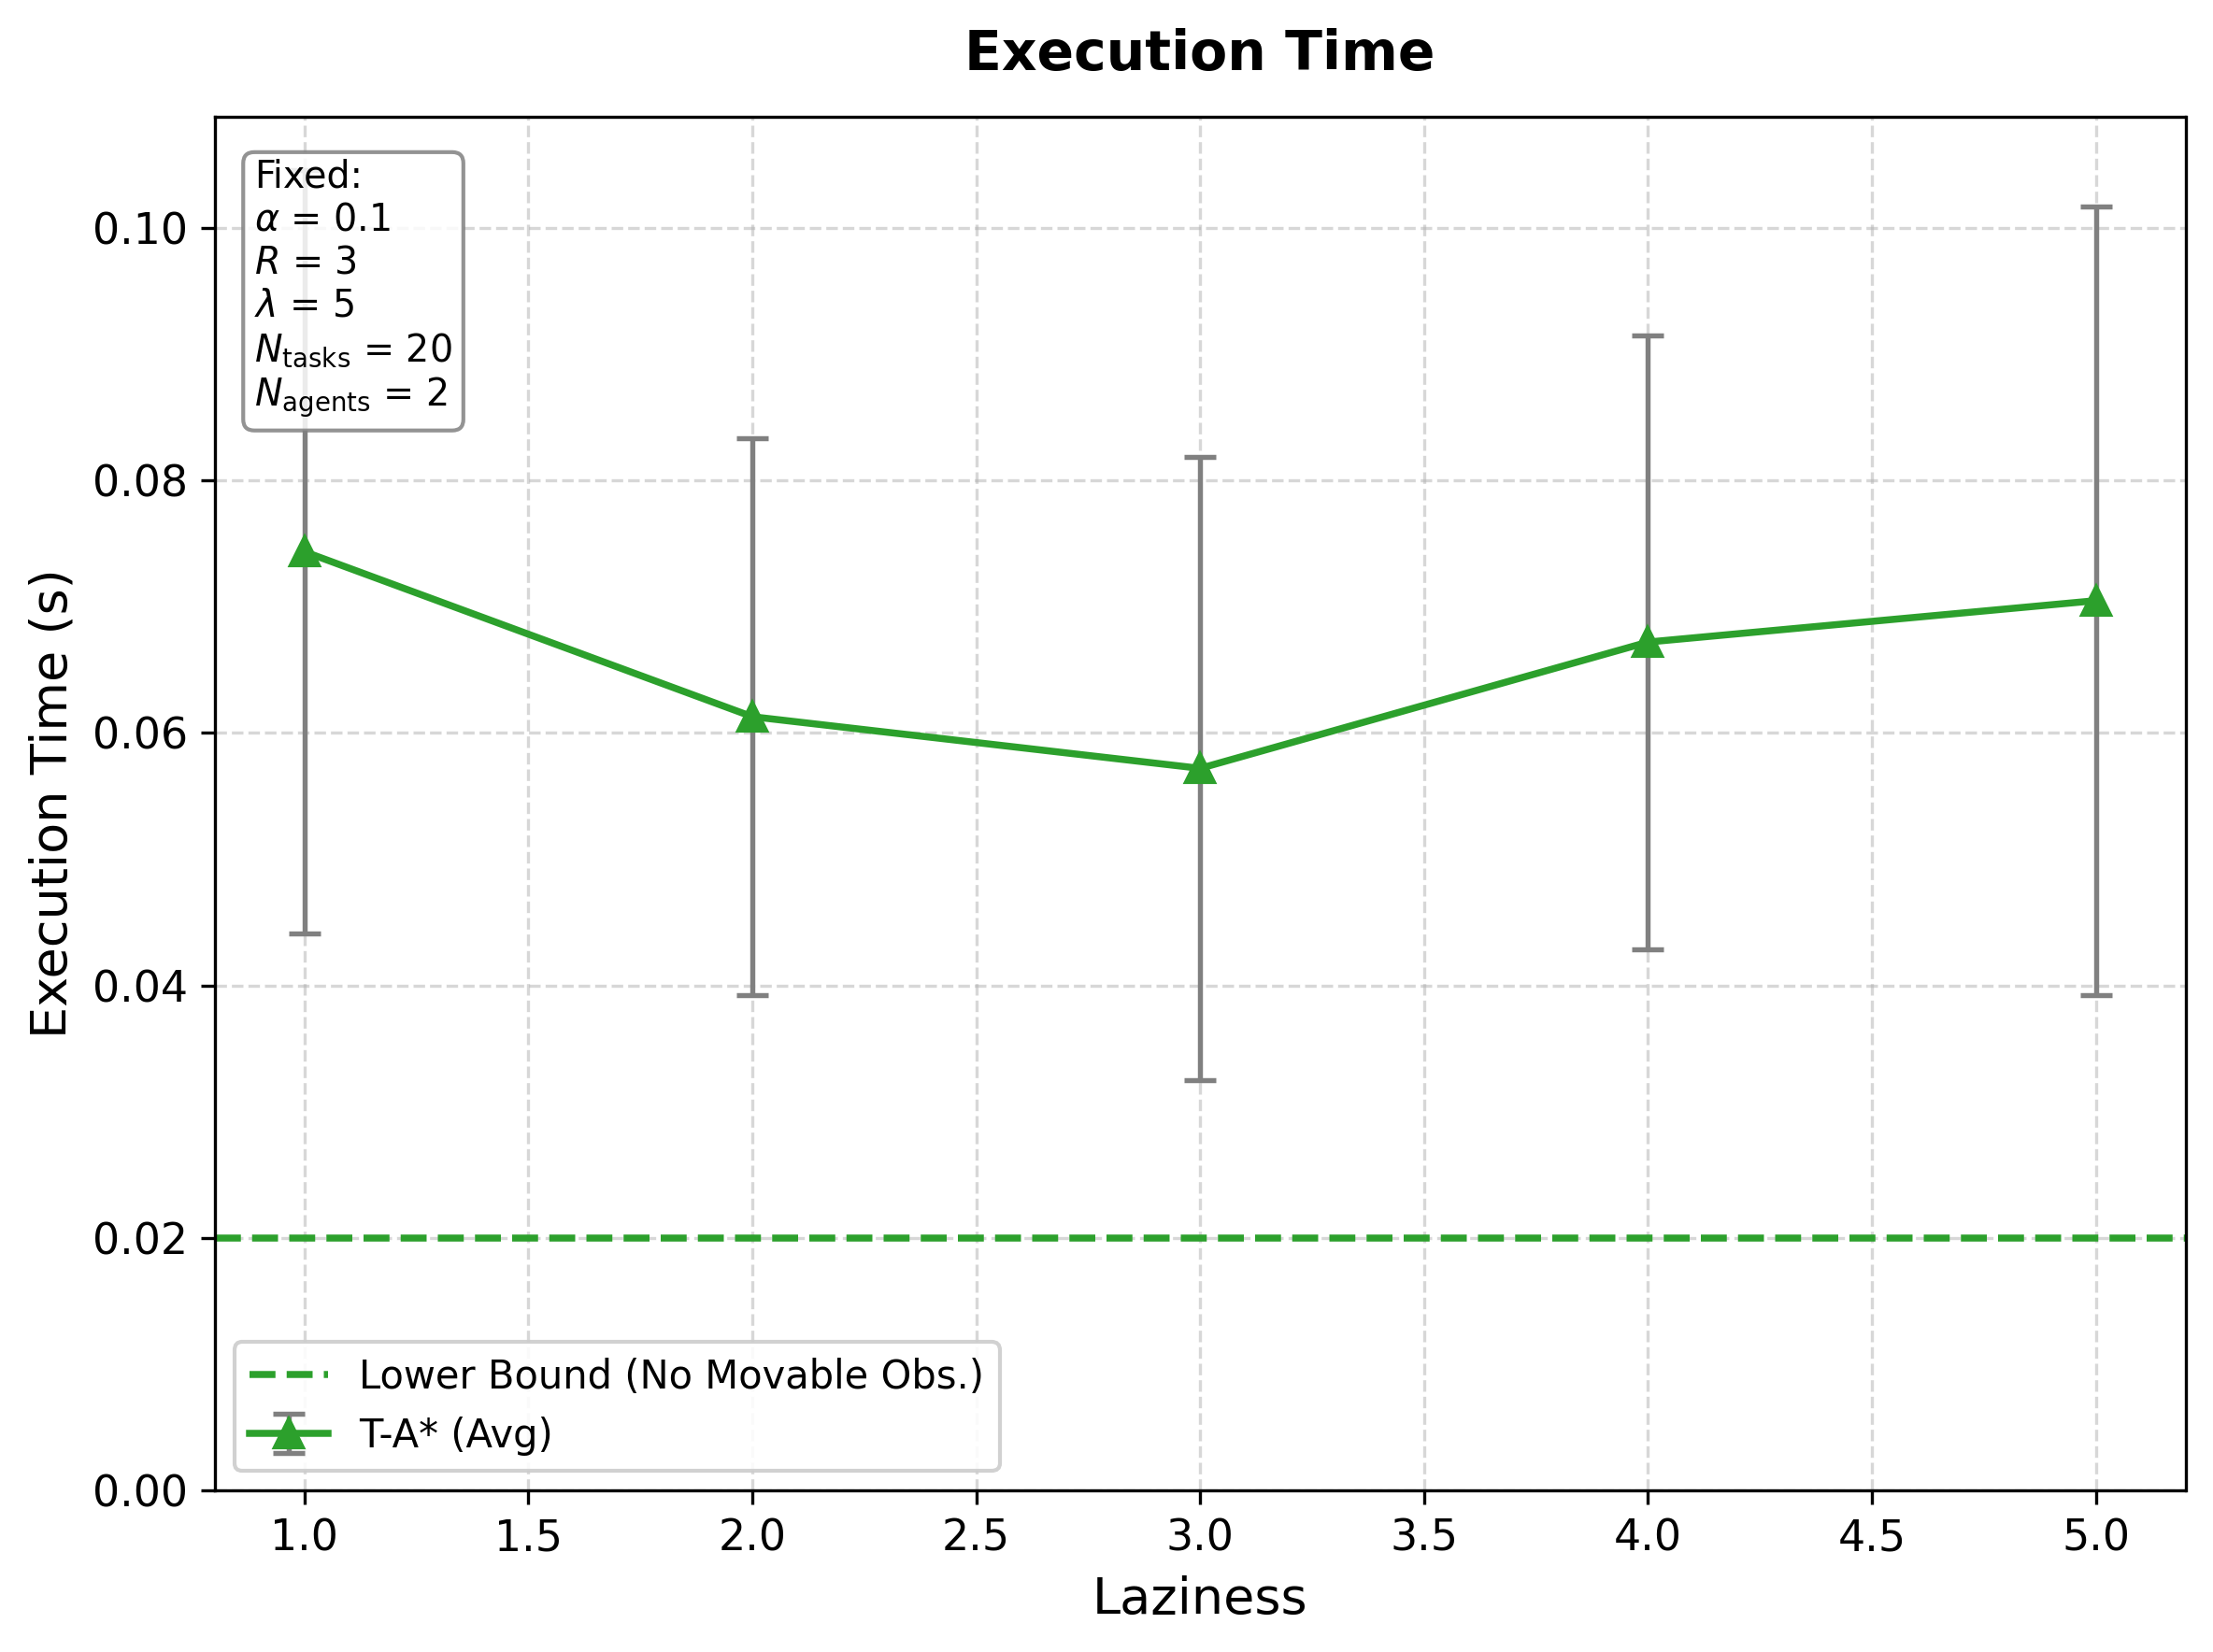 Execution Time
Fixed:
α = 0.1
R = 3
λ = 5
N_tasks = 20
N_agents = 2
Execution Time (s)
0.10
0.08
0.06
0.04
0.02
0.00
Lower Bound (No Movable Obs.)
T-A* (Avg)
1.0 1.5 2.0 2.5 3.0 3.5 4.0 4.5 5.0
Laziness